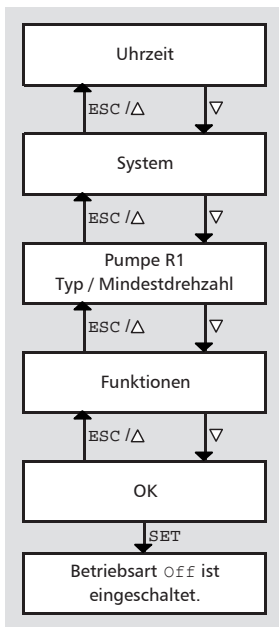 Uhrzeit
ESC /△ ▽
System
ESC /△ ▽
Pumpe R1
Typ / Mindestdrehzahl
ESC /△ ▽
Funktionen
ESC /△ ▽
OK
SET
Betriebsart Off ist
eingeschaltet.